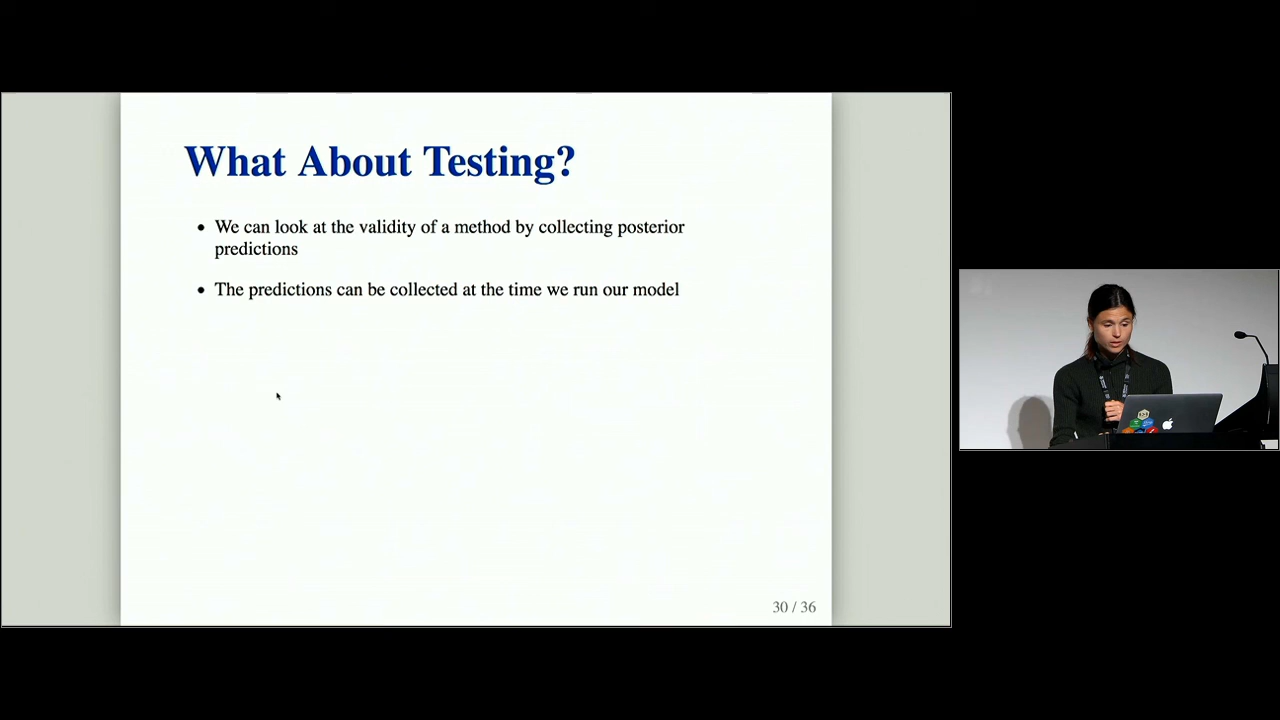 What About Testing?
• We can look at the validity of a method by collecting posterior
predictions
• The predictions can be collected at the time we run our model
30 / 36